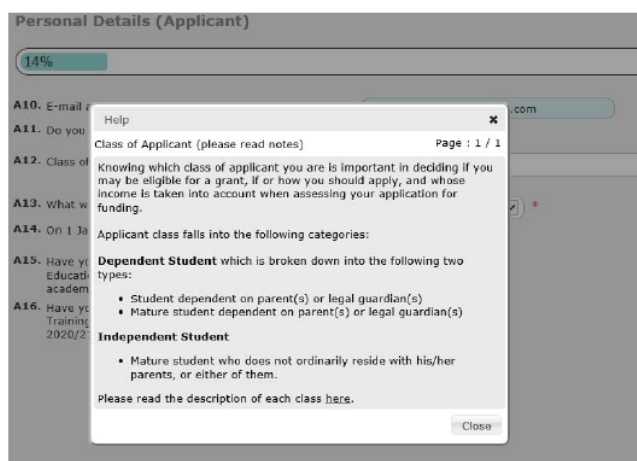 Personal Details (Applicant)
14%
A10. E-mail
.com
A11. Do you
A12. Class of
A13. What w
*
A14. On 1 Ja
A15. Have
Educati
academ
A16. Have
Training
2020/2
Help
Class of Applicant (please read notes) Page : 1 / 1
Knowing which class of applicant you are is important in deciding if you
may be eligible for a grant, if or how you should apply, and whose
income is taken into account when assessing your application for
funding.
Applicant class falls into the following categories:
Dependent Student which is broken down into the following two
types:
• Student dependent on parent(s) or legal guardian(s)
• Mature student dependent on parent(s) or legal guardian(s)
Independent Student
• Mature student who does not ordinarily reside with his/her
parents, or either of them.
Please read the description of each class here.
Close